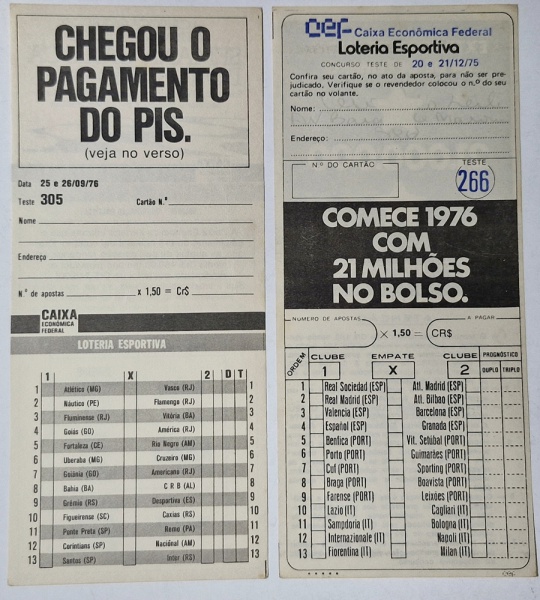 CHEGOU O
PAGAMENTO
DO PIS.
(veja no verso)
Data 25 e 26/09/76
Teste 305 Cartão N.º
Nome
Endereço
N.º de apostas x 1,50 = Cr$
CAIXA
ECONÔMICA
FEDERAL
LOTERIA ESPORTIVA
1 X 2 D T
1 Atlético (MG) Vasco (RJ) 1
2 Náutico (PE) Flamengo (RJ) 2
3 Fluminense (RJ) Vitória (BA) 3
4 Goiás (GO) América (RJ) 4
5 Fortaleza (CE) Rio Negro (AM) 5
6 Uberaba (MG) Cruzeiro (MG) 6
7 Goiânia (GO) Americano (RJ) 7
8 Bahia (BA) C R B (AL) 8
9 Grêmio (RS) Desportiva (ES) 9
10 Figueirense (SC) Caxias (RS) 10
11 Ponte Preta (SP) Remo (PA) 11
12 Corintians (SP) Nacional (AM) 12
13 Santos (SP) Inter (RS) 13
cef Caixa Econômica Federal
Loteria Esportiva
CONCURSO TESTE DE 20 e 21/12/75
Confira seu cartão, no ato da aposta, para não ser pre-
judicado. Verifique se o revendedor colocou o n.º do seu
cartão no volante.
Nome:
Endereço:
N.º DO CARTÃO
TESTE
266
COMECE 1976
COM
21 MILHÕES
NO BOLSO.
NÚMERO DE APOSTAS A PAGAR
x 1,50 = CR$
ORDEM CLUBE EMPATE CLUBE PROGNÓSTICO
1 X 2 DUPLO TRIPLO
1 Real Sociedad (ESP) Atl. Madrid (ESP)
2 Real Madrid (ESP) Atl. Bilbao (ESP)
3 Valencia (ESP) Barcelona (ESP)
4 Español (ESP) Granada (ESP)
5 Benfica (PORT) Vit. Setúbal (PORT)
6 Porto (PORT) Guimarães (PORT)
7 Cuf (PORT) Sporting (PORT)
8 Braga (PORT) Boavista (PORT)
9 Farense (PORT) Leixões (PORT)
10 Lazio (IT) Cagliari (IT)
11 Sampdoria (IT) Bologna (IT)
12 Internazionale (IT) Napoli (IT)
13 Fiorentina (IT) Milan (IT)